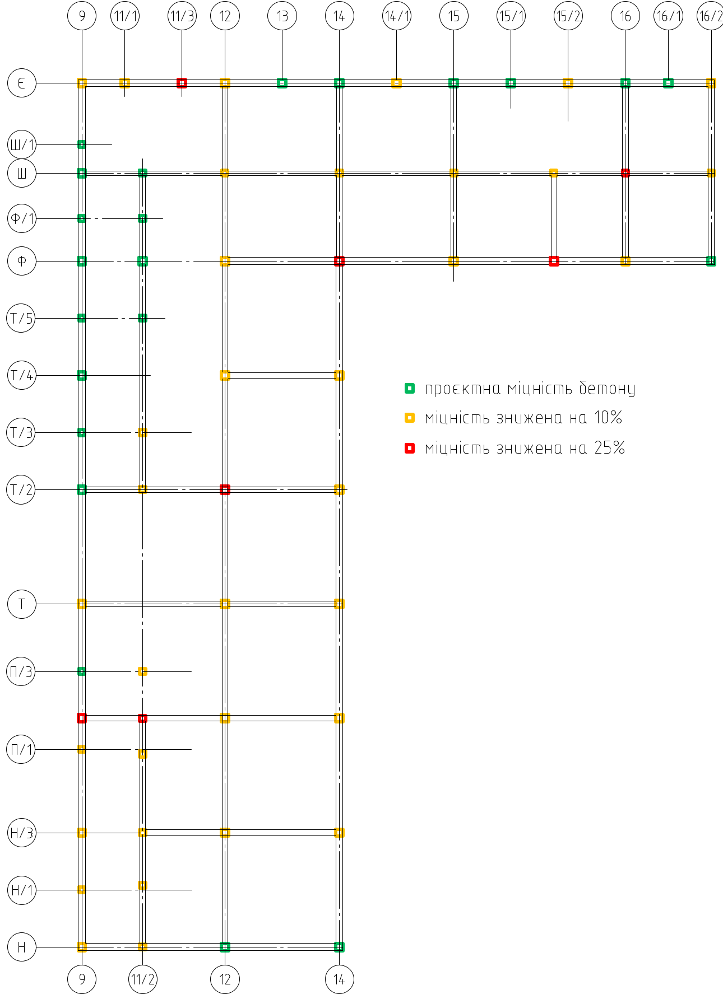 9 11/1 11/3 12 13 14 14/1 15 15/1 15/2 16 16/1 16/2
Є
Ш/1
Ш
Ф/1
Ф
Т/5
Т/4
проєктна міцність бетону
міцність знижена на 10%
Т/3
міцність знижена на 25%
Т/2
Т
П/3
П/1
Н/3
Н/1
Н
9 11/2 12 14